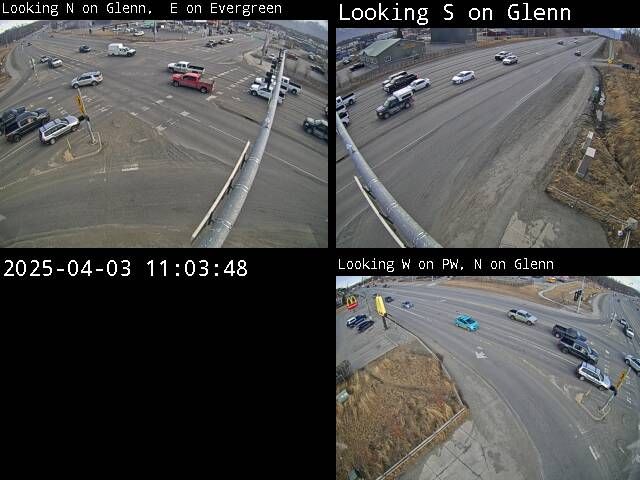 Looking N on Glenn,  E on Evergreen
Looking S on Glenn
2025-04-03 11:03:48
Looking W on PW, N on Glenn